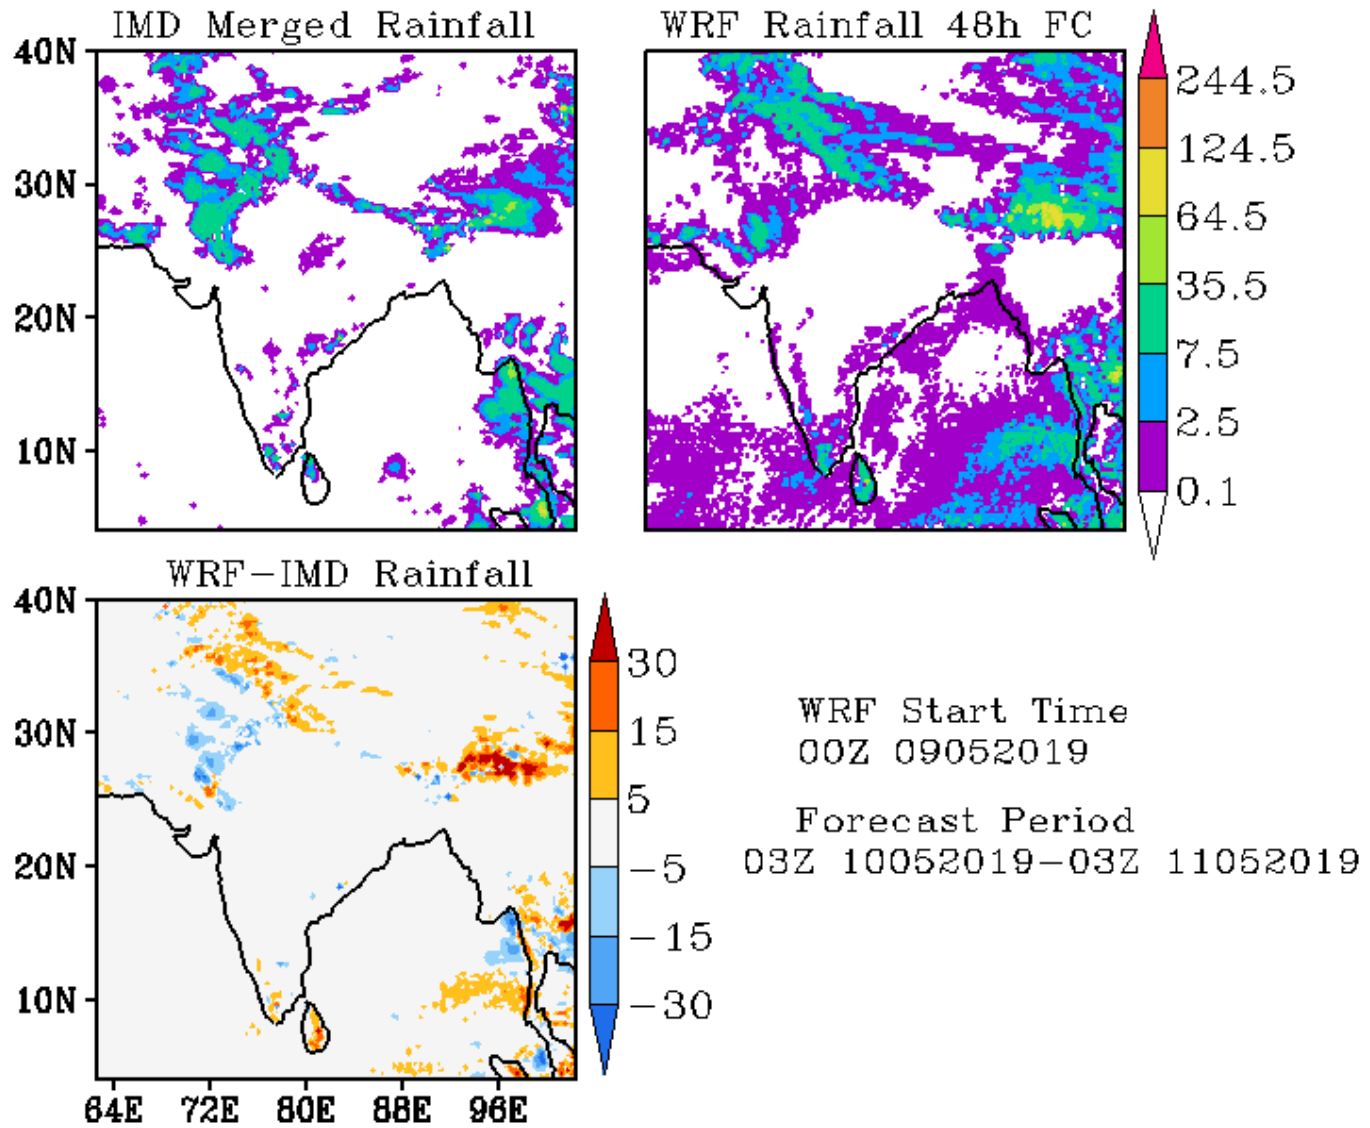 IMD Merged Rainfall
WRF Rainfall 48h FC
40N
30N
20N
10N
244.5
124.5
64.5
35.5
7.5
2.5
0.1
WRF-IMD Rainfall
40N
30N
20N
10N
64E 72E 80E 88E 96E
30
15
5
-5
-15
-30
WRF Start Time
00Z 09052019
Forecast Period
03Z 10052019-03Z 11052019